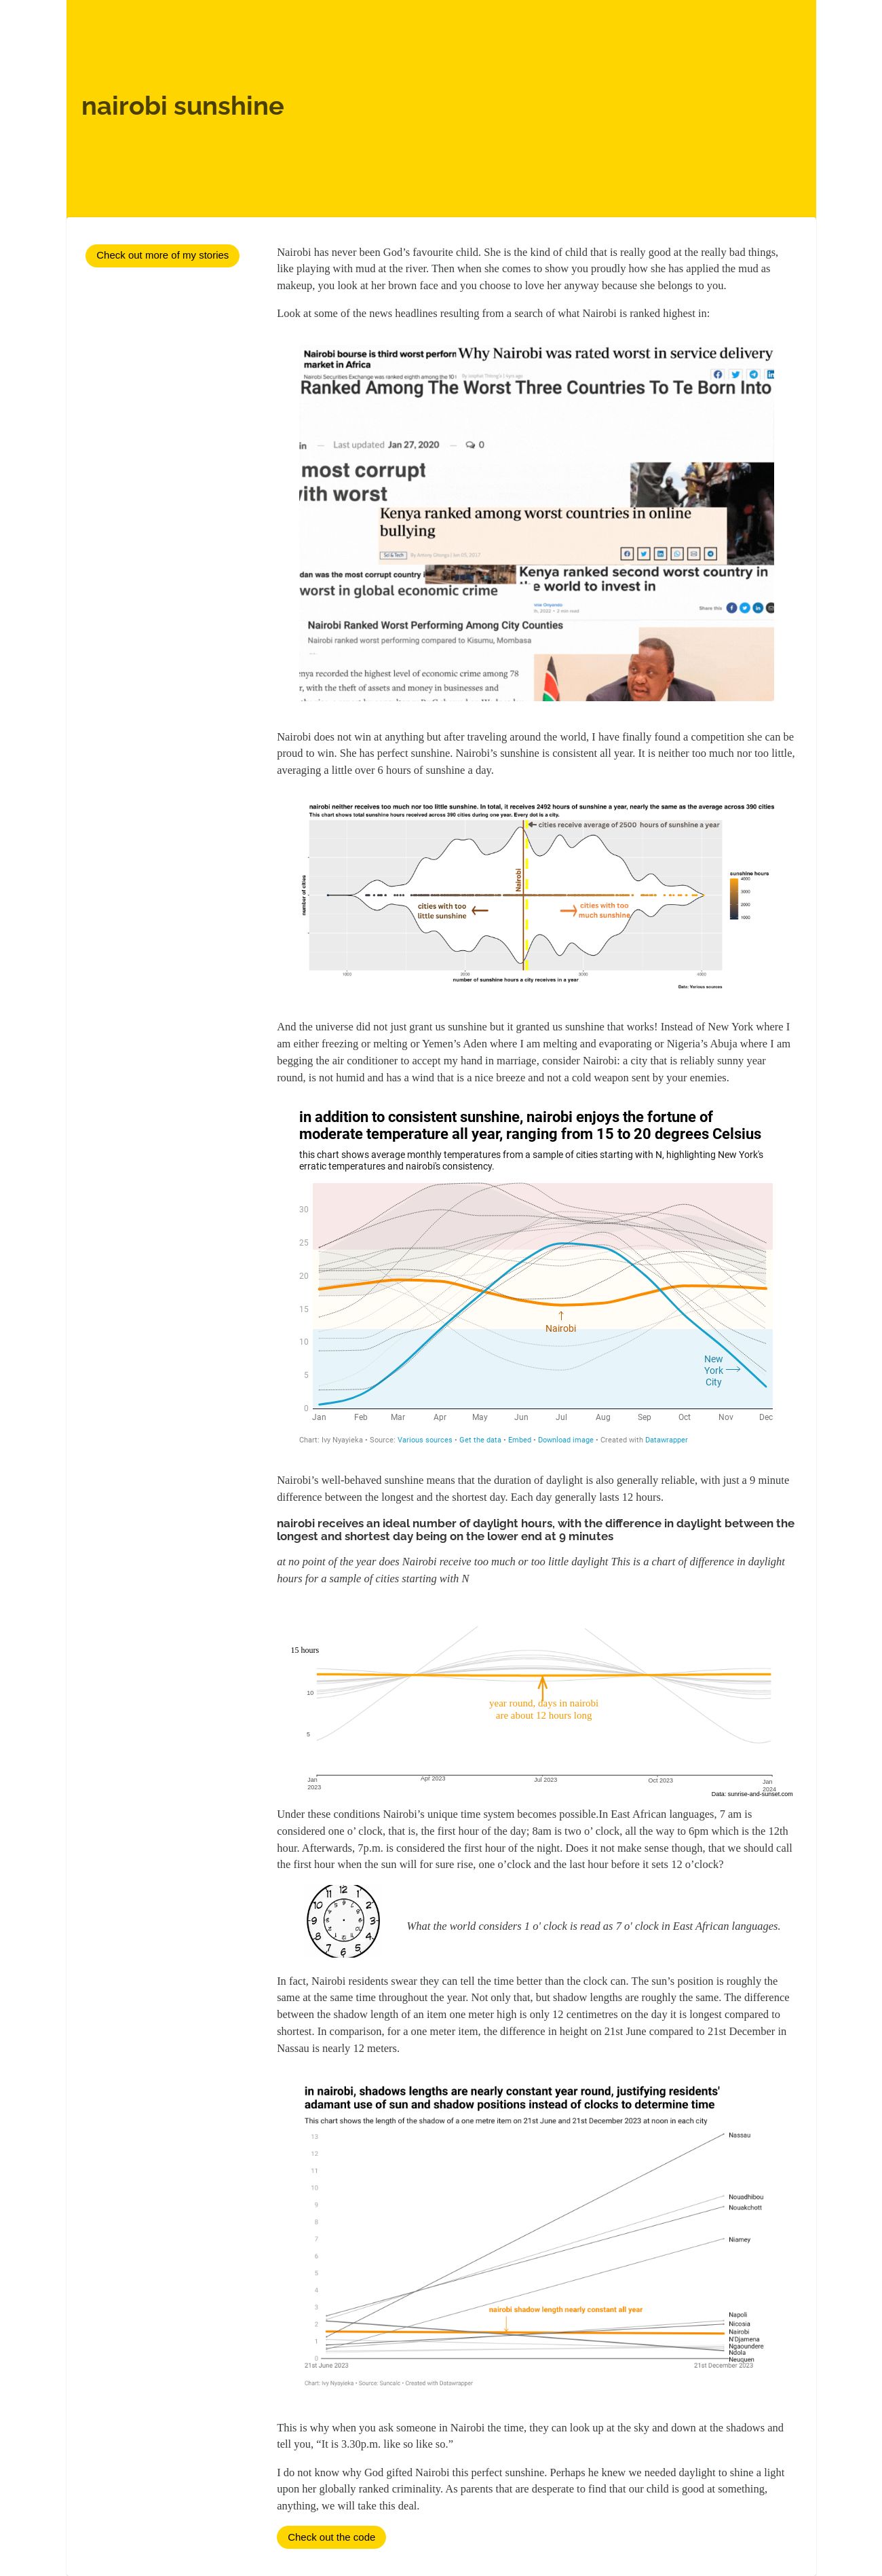 nairobi sunshine
Check out more of my stories
Nairobi has never been God’s favourite child. She is the kind of child that is really good at the really bad things,
like playing with mud at the river. Then when she comes to show you proudly how she has applied the mud as
makeup, you look at her brown face and you choose to love her anyway because she belongs to you.
Look at some of the news headlines resulting from a search of what Nairobi is ranked highest in:
Nairobi bourse is third worst perforn
market in Africa
Why Nairobi was rated worst in service delivery
Nairobi Securities Exchange was ranked eighth among the 10
Ranked Among The Worst Three Countries To Te Born Into
in — Last updated Jan 27, 2020 — 0
most corrupt
ith worst
Kenya ranked among worst countries in online
bullying
Sci & Tech
dan was the most corrupt country i
Kenya ranked second worst country in
the world to invest in
worst in global economic crime
Share this
Nairobi Ranked Worst Performing Among City Counties
Nairobi ranked worst performing compared to Kisumu, Mombasa
...
enya recorded the highest level of economic crime among 78
r, with the theft of assets and money in businesses and
Nairobi does not win at anything but after traveling around the world, I have finally found a competition she can be
proud to win. She has perfect sunshine. Nairobi’s sunshine is consistent all year. It is neither too much nor too little,
averaging a little over 6 hours of sunshine a day.
nairobi neither receives too much nor too little sunshine. In total, it receives 2492 hours of sunshine a year, nearly the same as the average across 390 cities
This chart shows total sunshine hours received across 390 cities during one year. Every dot is a city.
cities receive average of 2500 hours of sunshine a year
number of cities
Nairobi
cities with too
little sunshine
cities with too
much sunshine
sunshine hours
4000
3000
2000
1000
1000
2000
3000
4000
number of sunshine hours a city receives in a year
Data: Various sources
And the universe did not just grant us sunshine but it granted us sunshine that works! Instead of New York where I
am either freezing or melting or Yemen’s Aden where I am melting and evaporating or Nigeria’s Abuja where I am
begging the air conditioner to accept my hand in marriage, consider Nairobi: a city that is reliably sunny year
round, is not humid and has a wind that is a nice breeze and not a cold weapon sent by your enemies.
in addition to consistent sunshine, nairobi enjoys the fortune of
moderate temperature all year, ranging from 15 to 20 degrees Celsius
this chart shows average monthly temperatures from a sample of cities starting with N, highlighting New York's
erratic temperatures and nairobi's consistency.
30
25
20
15
10
5
0
Nairobi
New
York
City
Jan Feb Mar Apr May Jun Jul Aug Sep Oct Nov Dec
Chart: Ivy Nyayieka • Source: Various sources • Get the data • Embed • Download image • Created with Datawrapper
Nairobi’s well-behaved sunshine means that the duration of daylight is also generally reliable, with just a 9 minute
difference between the longest and the shortest day. Each day generally lasts 12 hours.
nairobi receives an ideal number of daylight hours, with the difference in daylight between the
longest and shortest day being on the lower end at 9 minutes
at no point of the year does Nairobi receive too much or too little daylight This is a chart of difference in daylight
hours for a sample of cities starting with N
15 hours
10
5
year round, days in nairobi
are about 12 hours long
Jan
2023
Apr 2023
Jul 2023
Oct 2023
Jan
2024
Data: sunrise-and-sunset.com
Under these conditions Nairobi’s unique time system becomes possible.In East African languages, 7 am is
considered one o’ clock, that is, the first hour of the day; 8am is two o’ clock, all the way to 6pm which is the 12th
hour. Afterwards, 7p.m. is considered the first hour of the night. Does it not make sense though, that we should call
the first hour when the sun will for sure rise, one o’clock and the last hour before it sets 12 o’clock?
12 1 2 3 4 5 6 7 8 9 10 11
What the world considers 1 o' clock is read as 7 o' clock in East African languages.
In fact, Nairobi residents swear they can tell the time better than the clock can. The sun’s position is roughly the
same at the same time throughout the year. Not only that, but shadow lengths are roughly the same. The difference
between the shadow length of an item one meter high is only 12 centimetres on the day it is longest compared to
shortest. In comparison, for a one meter item, the difference in height on 21st June compared to 21st December in
Nassau is nearly 12 meters.
in nairobi, shadows lengths are nearly constant year round, justifying residents'
adamant use of sun and shadow positions instead of clocks to determine time
This chart shows the length of the shadow of a one metre item on 21st June and 21st December 2023 at noon in each city
13
12
11
10
9
8
7
6
5
4
3
2
1
0
Nassau
Nouadhibou
Nouakchott
Niamey
nairobi shadow length nearly constant all year
Napoli
Nicosia
Nairobi
N'Djamena
Ngaoundere
Ndola
Neuquen
21st June 2023
21st December 2023
Chart: Ivy Nyayieka • Source: Suncalc • Created with Datawrapper
This is why when you ask someone in Nairobi the time, they can look up at the sky and down at the shadows and
tell you, “It is 3.30p.m. like so like so.”
I do not know why God gifted Nairobi this perfect sunshine. Perhaps he knew we needed daylight to shine a light
upon her globally ranked criminality. As parents that are desperate to find that our child is good at something,
anything, we will take this deal.
Check out the code